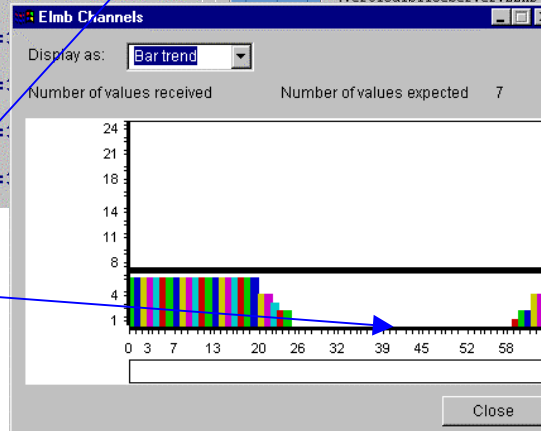 Elmb Channels
Display as: Bar trend
Number of values received Number of values expected 7
24
21
18
14
11
8
4
1
0 3 7 13 20 26 32 39 45 52 58
Close